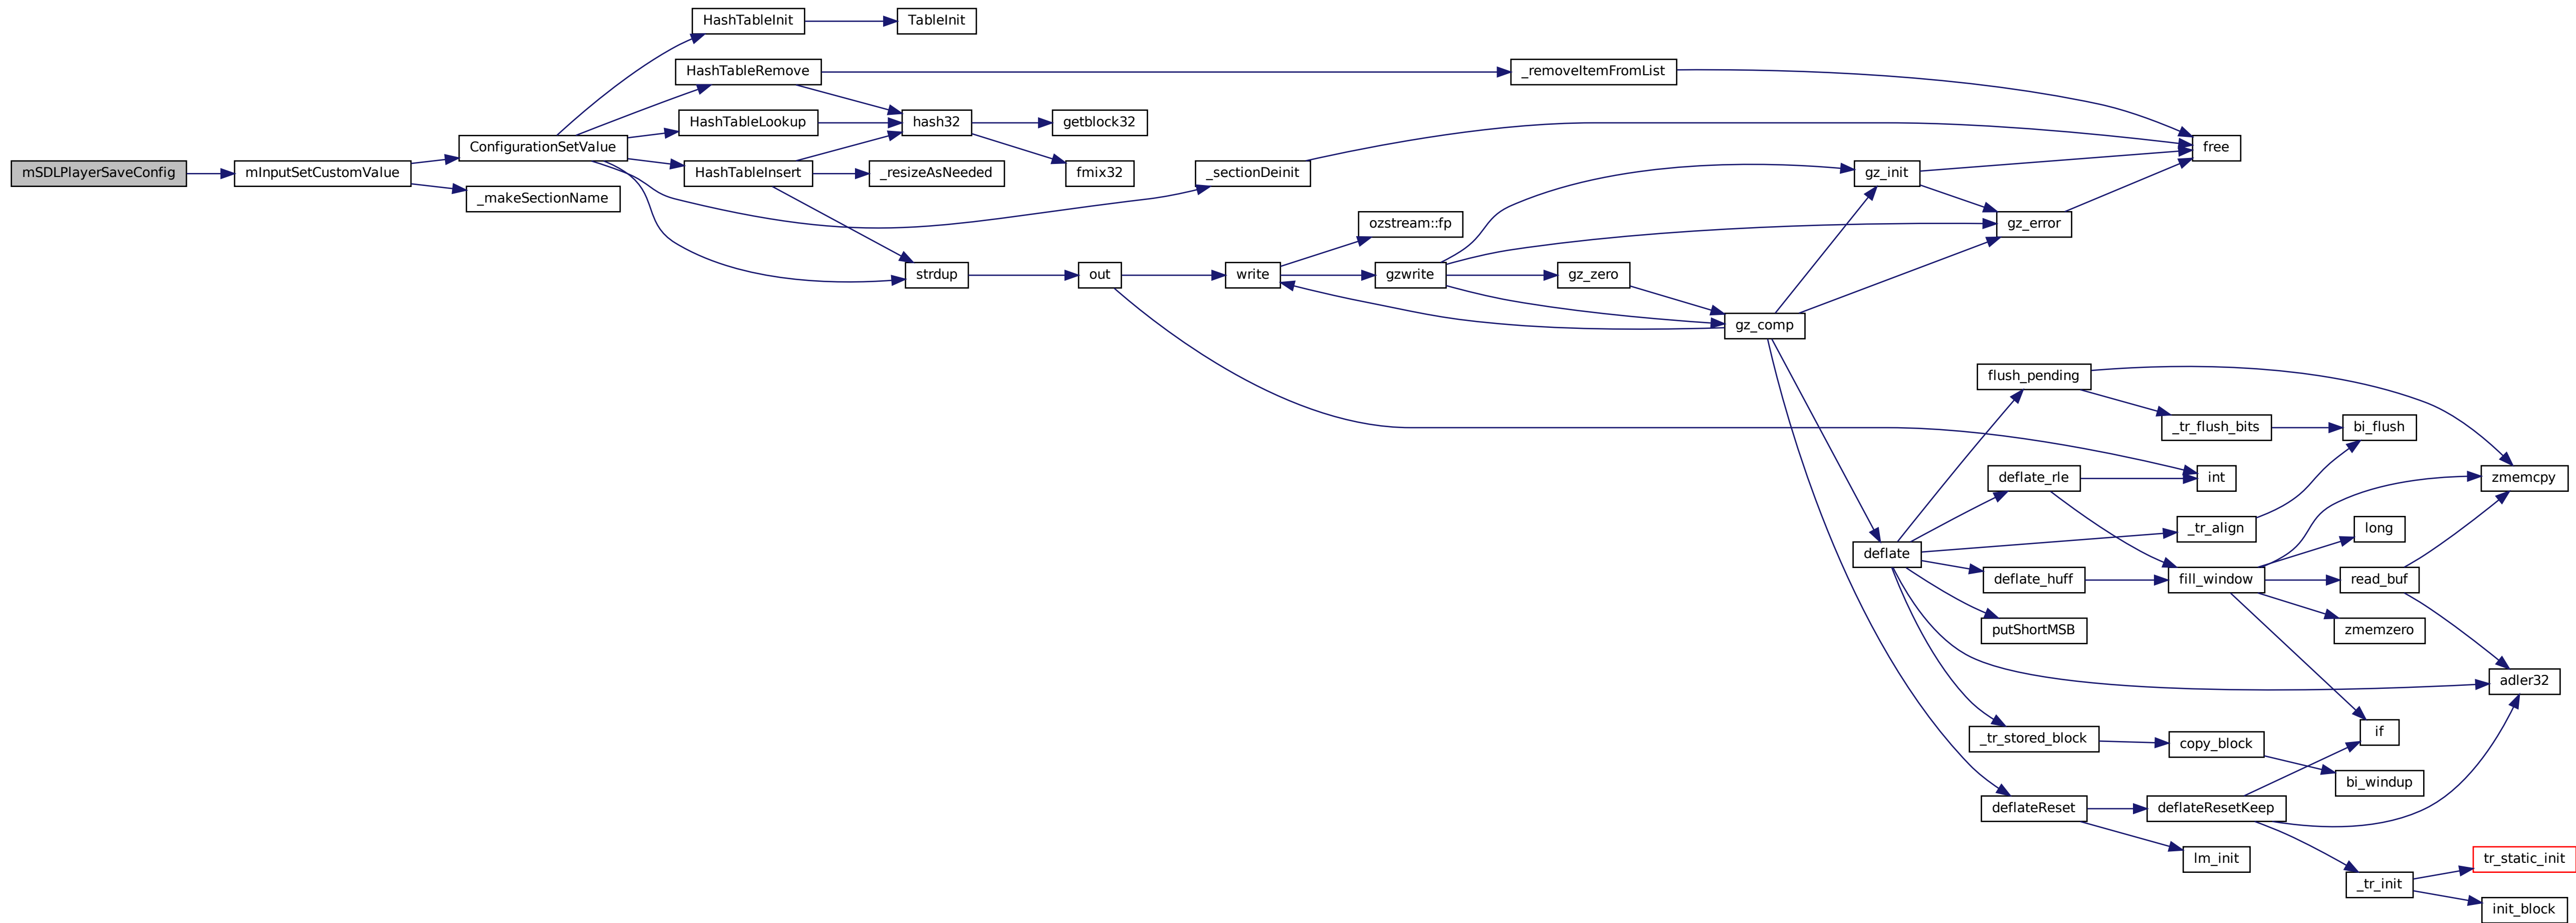 HashTableInit
TableInit
HashTableRemove
_removeItemFromList
HashTableLookup
hash32
getblock32
ConfigurationSetValue
free
mSDLPlayerSaveConfig
mInputSetCustomValue
HashTableInsert
_resizeAsNeeded
fmix32
_sectionDeinit
gz_init
_makeSectionName
ozstream::fp
gz_error
strdup
out
write
gzwrite
gz_zero
gz_comp
flush_pending
_tr_flush_bits
bi_flush
deflate_rle
int
zmemcpy
_tr_align
long
deflate
deflate_huff
fill_window
read_buf
putShortMSB
zmemzero
adler32
_tr_stored_block
copy_block
if
bi_windup
deflateReset
deflateResetKeep
lm_init
tr_static_init
_tr_init
init_block